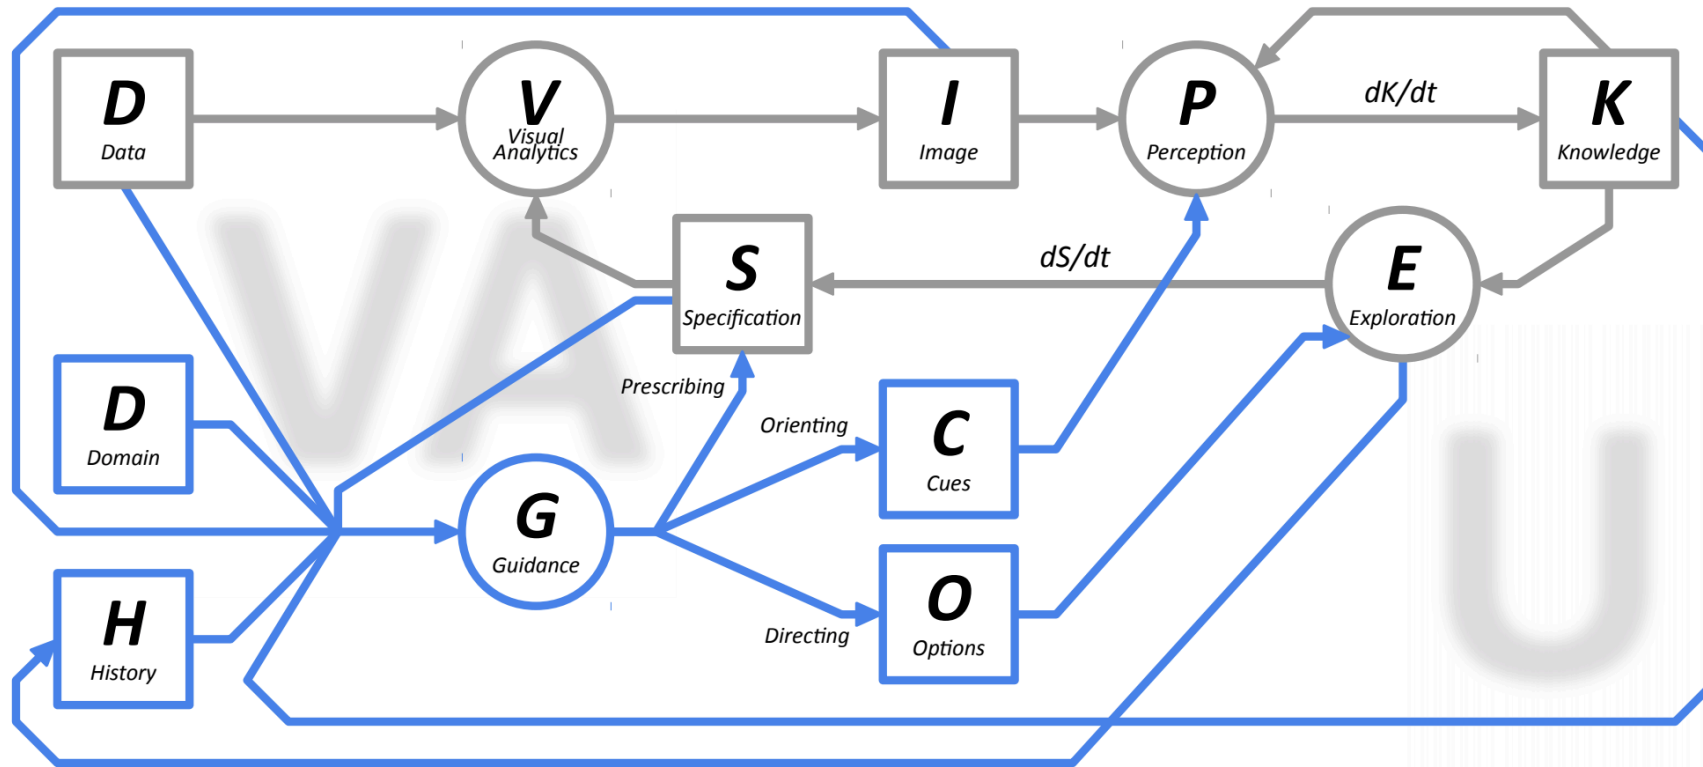 D
Data
V
Visual
Analytics
I
Image
P
Perception
dK/dt
K
Knowledge
VA
S
Specification
dS/dt
E
Exploration
Prescribing
D
Domain
Orienting
C
Cues
U
G
Guidance
Directing
O
Options
H
History